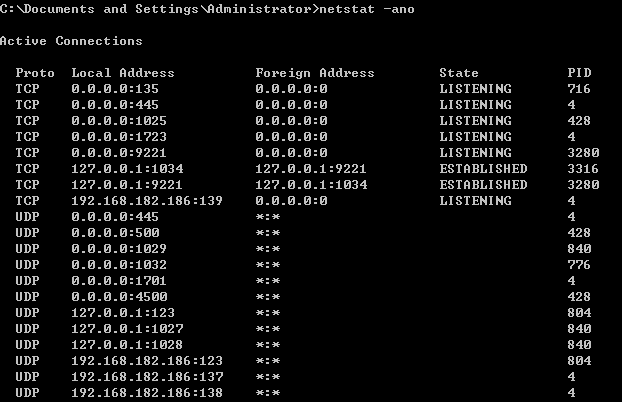 C:\Documents and Settings\Administrator>netstat -ano
Active Connections
Proto  Local Address          Foreign Address        State           PID
TCP    0.0.0.0:135            0.0.0.0:0              LISTENING       716
TCP    0.0.0.0:445            0.0.0.0:0              LISTENING       4
TCP    0.0.0.0:1025           0.0.0.0:0              LISTENING       428
TCP    0.0.0.0:1723           0.0.0.0:0              LISTENING       4
TCP    0.0.0.0:9221           0.0.0.0:0              LISTENING       3280
TCP    127.0.0.1:1034         127.0.0.1:9221         ESTABLISHED     3316
TCP    127.0.0.1:9221         127.0.0.1:1034         ESTABLISHED     3280
TCP    192.168.182.186:139    0.0.0.0:0              LISTENING       4
UDP    0.0.0.0:445            *:*                                    4
UDP    0.0.0.0:500            *:*                                    428
UDP    0.0.0.0:1029           *:*                                    840
UDP    0.0.0.0:1032           *:*                                    776
UDP    0.0.0.0:1701           *:*                                    4
UDP    0.0.0.0:4500           *:*                                    428
UDP    127.0.0.1:123          *:*                                    804
UDP    127.0.0.1:1027         *:*                                    840
UDP    127.0.0.1:1028         *:*                                    840
UDP    192.168.182.186:123    *:*                                    804
UDP    192.168.182.186:137    *:*                                    4
UDP    192.168.182.186:138    *:*                                    4